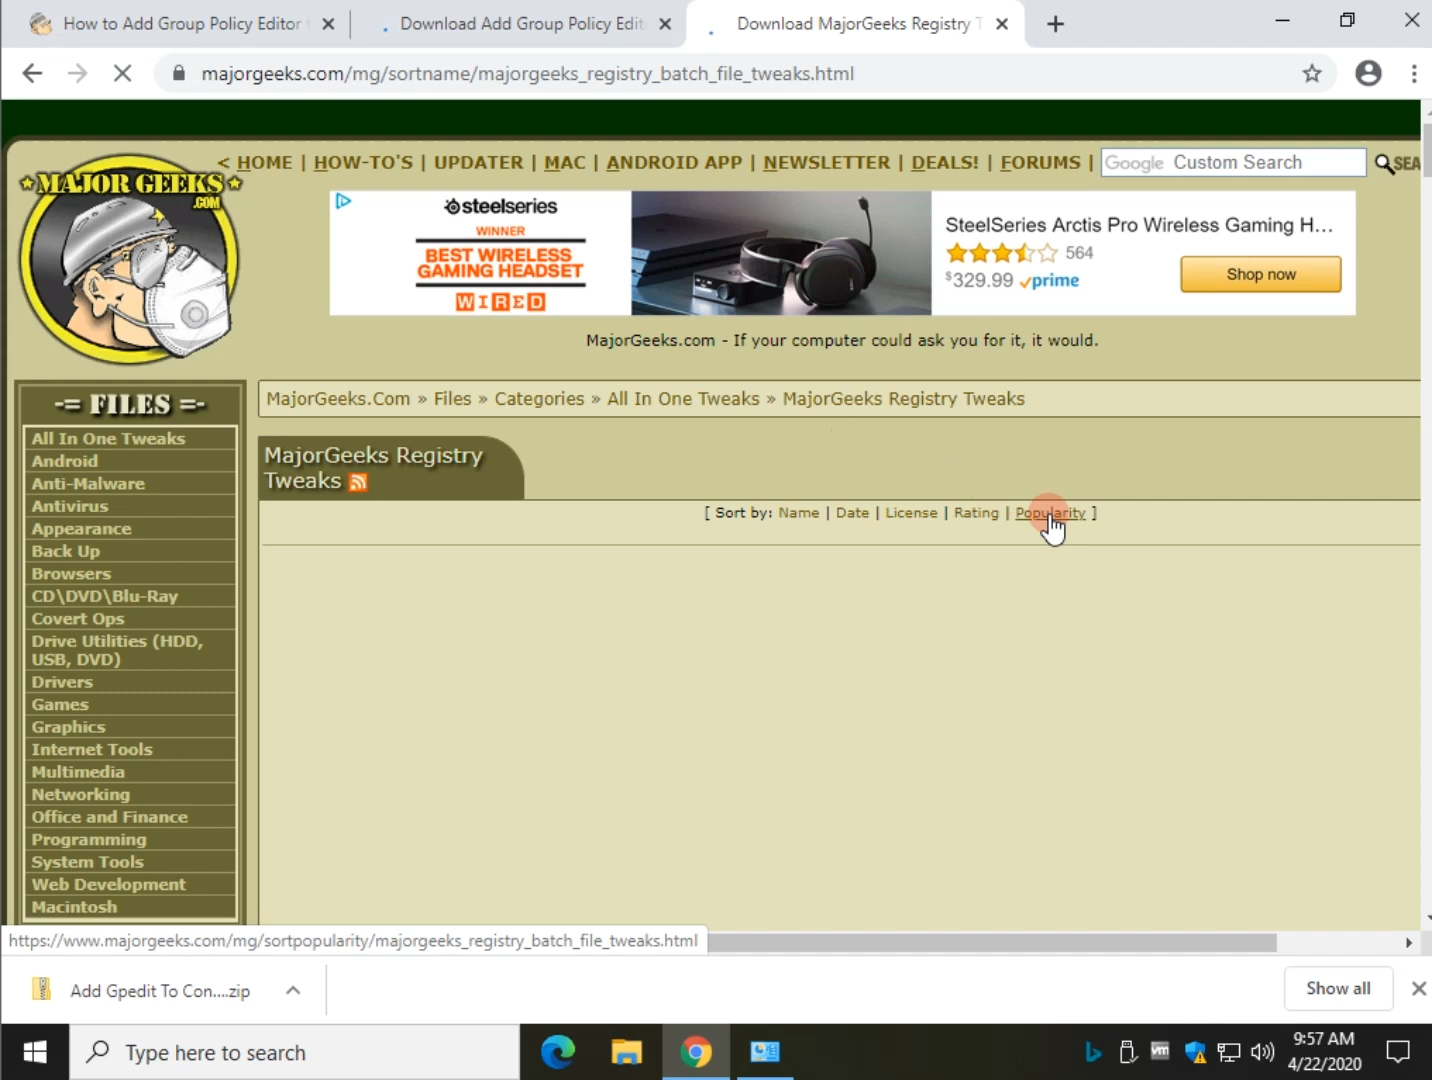 How to Add Group Policy Editor
Download Add Group Policy Edit
Download MajorGeeks Registry T
majorgeeks.com/mg/sortname/majorgeeks_registry_batch_file_tweaks.html
< HOME | HOW-TO'S | UPDATER | MAC | ANDROID APP | NEWSLETTER | DEALS! | FORUMS |
Google Custom Search
SEA
MAJOR GEEKS
.COM
steelseries
WINNER
BEST WIRELESS
GAMING HEADSET
WIRED
SteelSeries Arctis Pro Wireless Gaming H...
564
$329.99 prime
Shop now
MajorGeeks.com - If your computer could ask you for it, it would.
-= FILES =-
All In One Tweaks
Android
Anti-Malware
Antivirus
Appearance
Back Up
Browsers
CD\DVD\Blu-Ray
Covert Ops
Drive Utilities (HDD,
USB, DVD)
Drivers
Games
Graphics
Internet Tools
Multimedia
Networking
Office and Finance
Programming
System Tools
Web Development
Macintosh
MajorGeeks.Com » Files » Categories » All In One Tweaks » MajorGeeks Registry Tweaks
MajorGeeks Registry
Tweaks
[ Sort by: Name | Date | License | Rating | Popularity ]
https://www.majorgeeks.com/mg/sortpopularity/majorgeeks_registry_batch_file_tweaks.html
Add Gpedit To Con....zip
Show all
Type here to search
vm
9:57 AM
4/22/2020